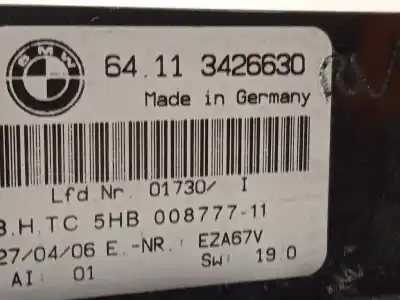 BMW
64.11 3426630
Made in Germany
Lfd Nr. 01730/ I
B.H,TC 5HB 008777-11
27/04/06 E.-NR.: EZA67V
AI: 01 Sw: 19.0